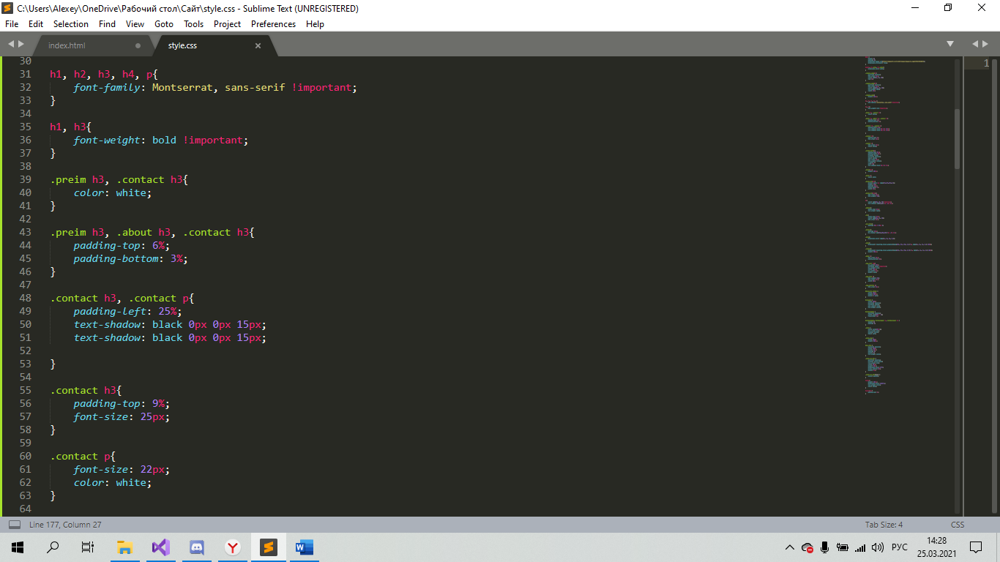 C:\Users\Alexey\OneDrive\Рабочий стол\Сайт\style.css - Sublime Text (UNREGISTERED)
File Edit Selection Find View Goto Tools Project Preferences Help
index.html style.css
30
31 h1, h2, h3, h4, p{ 1
32 font-family: Montserrat, sans-serif !important;
33 }
34
35 h1, h3{
36 font-weight: bold !important;
37 }
38
39 .preim h3, .contact h3{
40 color: white;
41 }
42
43 .preim h3, .about h3, .contact h3{
44 padding-top: 6%;
45 padding-bottom: 3%;
46 }
47
48 .contact h3, .contact p{
49 padding-left: 25%;
50 text-shadow: black 0px 0px 15px;
51 text-shadow: black 0px 0px 15px;
52
53 }
54
55 .contact h3{
56 padding-top: 9%;
57 font-size: 25px;
58 }
59
60 .contact p{
61 font-size: 22px;
62 color: white;
63 }
64
Line 177, Column 27 Tab Size: 4 CSS
РУС 14:28
25.03.2021